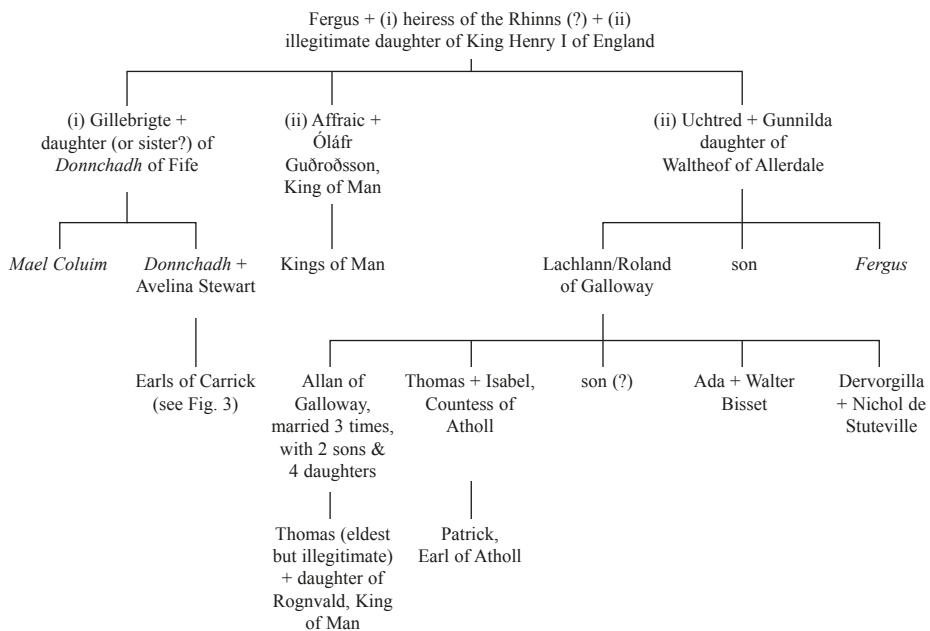 Fergus + (i) heiress of the Rhinns (?) + (ii)
illegitimate daughter of King Henry I of England
(i) Gillebrigte +
daughter (or sister?) of
Donnchadh of Fife
(ii) Affraic +
Óláfr
Guðroðsson,
King of Man
(ii) Uchtred + Gunnilda
daughter of
Waltheof of Allerdale
Mael Coluim
Donnchadh +
Avelina Stewart
Kings of Man
Lachlann/Roland
of Galloway
son
Fergus
Earls of Carrick
(see Fig. 3)
Allan of
Galloway,
married 3 times,
with 2 sons &
4 daughters
Thomas + Isabel,
Countess of
Atholl
son (?)
Ada + Walter
Bisset
Dervorgilla
+ Nichol de
Stuteville
Thomas (eldest
but illegitimate)
+ daughter of
Rognvald, King
of Man
Patrick,
Earl of Atholl